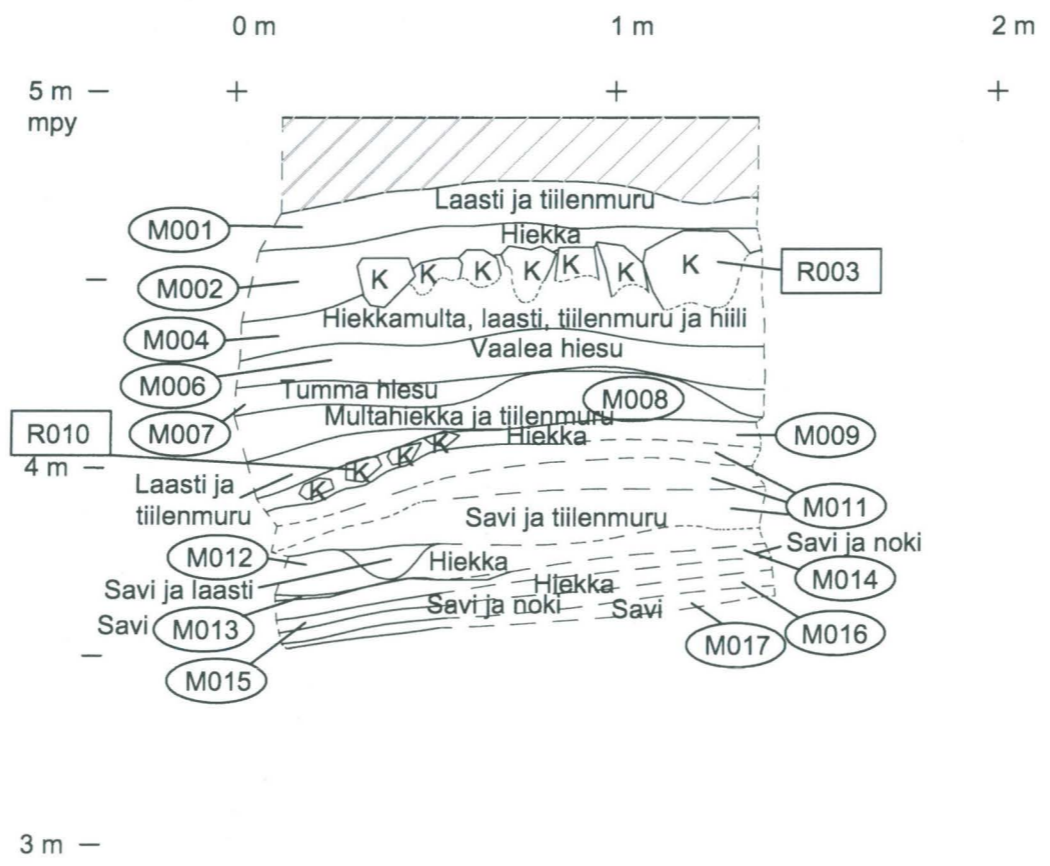 0 m 1 m 2 m
5 m
mpy
Laasti ja tiilenmuru
M001
Hiekka
K K K K K K K
R003
M002
Hiekkamulta, laasti, tiilenmuru ja hiili
M004
Vaalea hiesu
M006
Tumma hiesu
M008
Multahiekka ja tiilenmuru
R010
M007
Hiekka
M009
K K K K
4 m
Laasti ja
tiilenmuru
M011
Savi ja tiilenmuru
Savi ja noki
M012
Hiekka
M014
Savi ja laasti
Hiekka
Savi ja noki
Savi
Savi
M013
M017
M016
M015
3 m